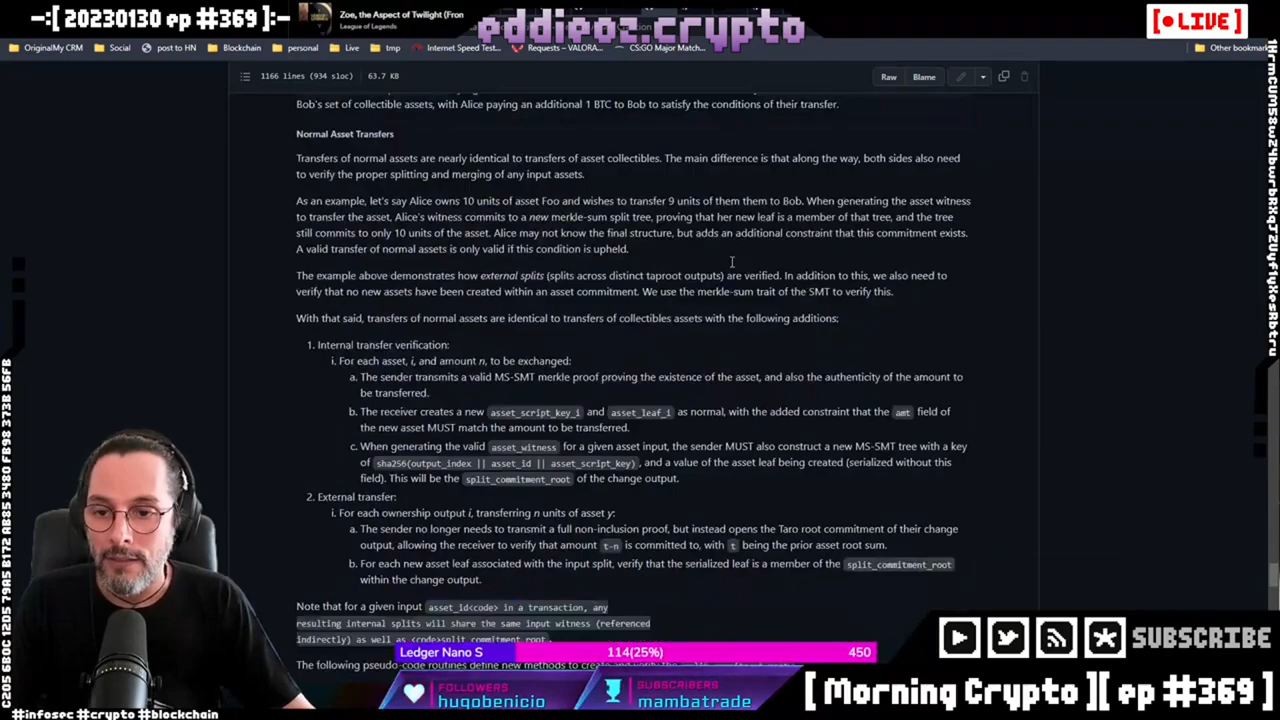 -:[ 20230130 ep #369]:-
Zoe, the Aspect of Twilight (Fron
League of Legends
eddieoz.crypto
[● LIVE]
OriginalMy CRM
Social
post to HN
Blockchain
personal
Live
tmp
Internet Speed Test...
Requests – VALORA...
CS:GO Major Match...
Other bookmark
1166 lines (934 sloc)
63.7 KB
Raw
Blame
Bob's set of collectible assets, with Alice paying an additional 1 BTC to Bob to satisfy the conditions of their transfer.
Normal Asset Transfers
Transfers of normal assets are nearly identical to transfers of asset collectibles. The main difference is that along the way, both sides also need
to verify the proper splitting and merging of any input assets.
As an example, let's say Alice owns 10 units of asset Foo and wishes to transfer 9 units of them them to Bob. When generating the asset witness
to transfer the asset, Alice's witness commits to a new merkle-sum split tree, proving that her new leaf is a member of that tree, and the tree
still commits to only 10 units of the asset. Alice may not know the final structure, but adds an additional constraint that this commitment exists.
A valid transfer of normal assets is only valid if this condition is upheld.
The example above demonstrates how external splits (splits across distinct taproot outputs) are verified. In addition to this, we also need to
verify that no new assets have been created within an asset commitment. We use the merkle-sum trait of the SMT to verify this.
With that said, transfers of normal assets are identical to transfers of collectibles assets with the following additions:
1. Internal transfer verification:
i. For each asset, i, and amount n, to be exchanged:
a. The sender transmits a valid MS-SMT merkle proof proving the existence of the asset, and also the authenticity of the amount to
be transferred.
b. The receiver creates a new asset_script_key_i and asset_leaf_i as normal, with the added constraint that the amt field of
the new asset MUST match the amount to be transferred.
c. When generating the valid asset_witness for a given asset input, the sender MUST also construct a new MS-SMT tree with a key
of sha256(output_index || asset_id || asset_script_key), and a value of the asset leaf being created (serialized without this
field). This will be the split_commitment_root of the change output.
2. External transfer:
i. For each ownership output i, transferring n units of asset y:
a. The sender no longer needs to transmit a full non-inclusion proof, but instead opens the Taro root commitment of their change
output, allowing the receiver to verify that amount t-n is committed to, with t being the prior asset root sum.
b. For each new asset leaf associated with the input split, verify that the serialized leaf is a member of the split_commitment_root
within the change output.
Note that for a given input asset_id<code> in a transaction, any
resulting internal splits will share the same input witness (referenced
indirectly) as well as <code>split_commitment_root.
The following pseudo-code routines define new methods to create and verify the
Ledger Nano S
114(25%)
450
FOLLOWERS
hugobenicio
SUBSCRIBERS
mambatrade
SUBSCRIBE
[ Morning Crypto ][ ep #369 ]
#infosec #crypto #blockchain